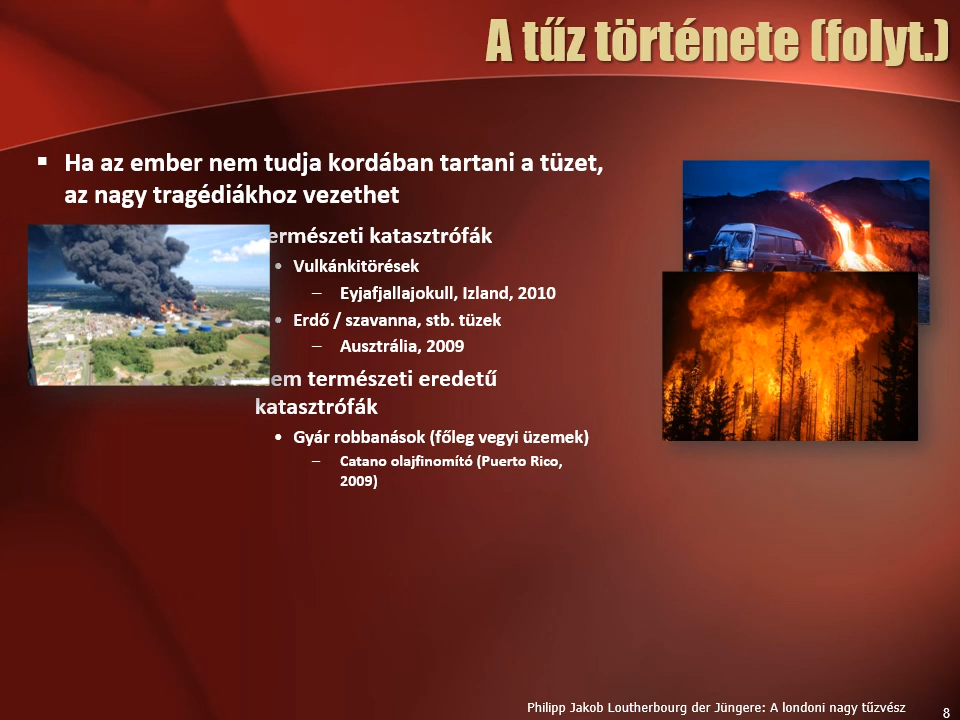 A tűz története (folyt.)
▪ Ha az ember nem tudja kordában tartani a tüzet,
az nagy tragédiákhoz vezethet
ermészeti katasztrófák
• Vulkánkitörések
– Eyjafjallajokull, Izland, 2010
• Erdő / szavanna, stb. tüzek
– Ausztrália, 2009
em természeti eredetű
katasztrófák
• Gyár robbanások (főleg vegyi üzemek)
– Catano olajfinomító (Puerto Rico,
2009)
Philipp Jakob Loutherbourg der Jüngere: A londoni nagy tűzvész
8